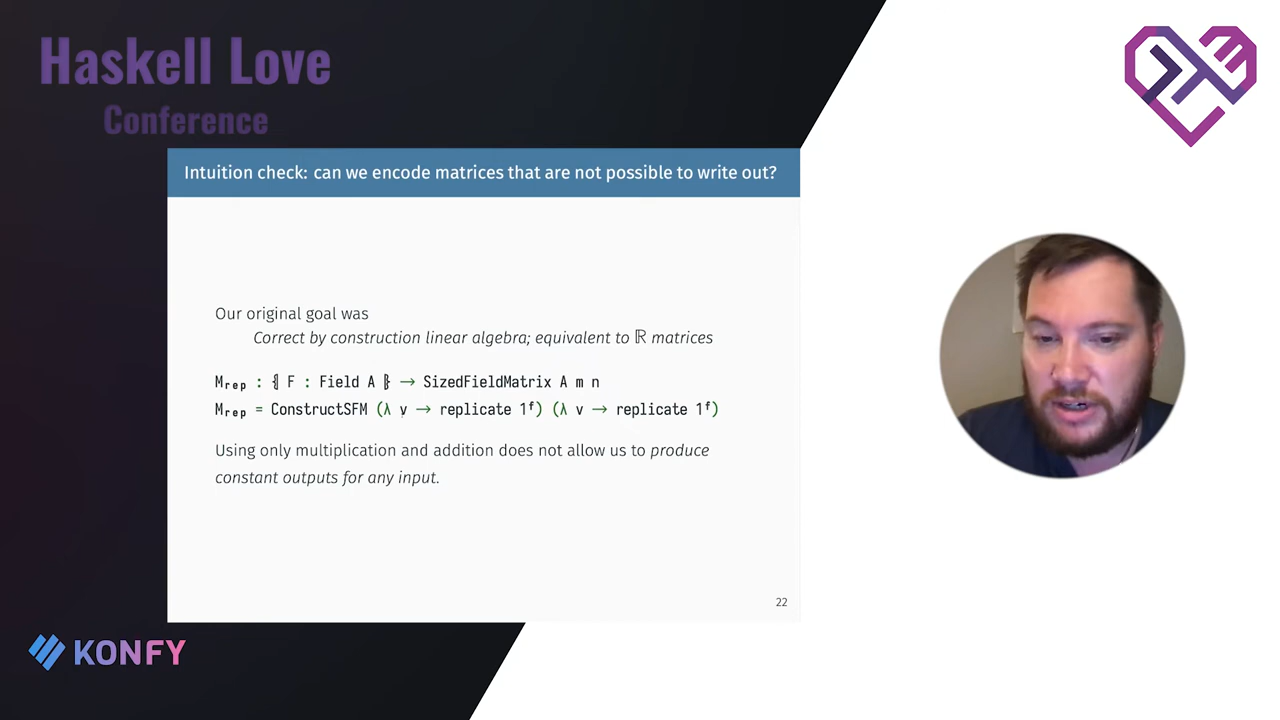 Haskell Love
Conference
Intuition check: can we encode matrices that are not possible to write out?
Our original goal was
Correct by construction linear algebra; equivalent to ℝ matrices
Mᵣₑₚ : ⦃ F : Field A ⦄ → SizedFieldMatrix A m n
Mᵣₑₚ = ConstructSFM (λ v → replicate 1ᶠ) (λ v → replicate 1ᶠ)
Using only multiplication and addition does not allow us to produce
constant outputs for any input.
22
KONFY